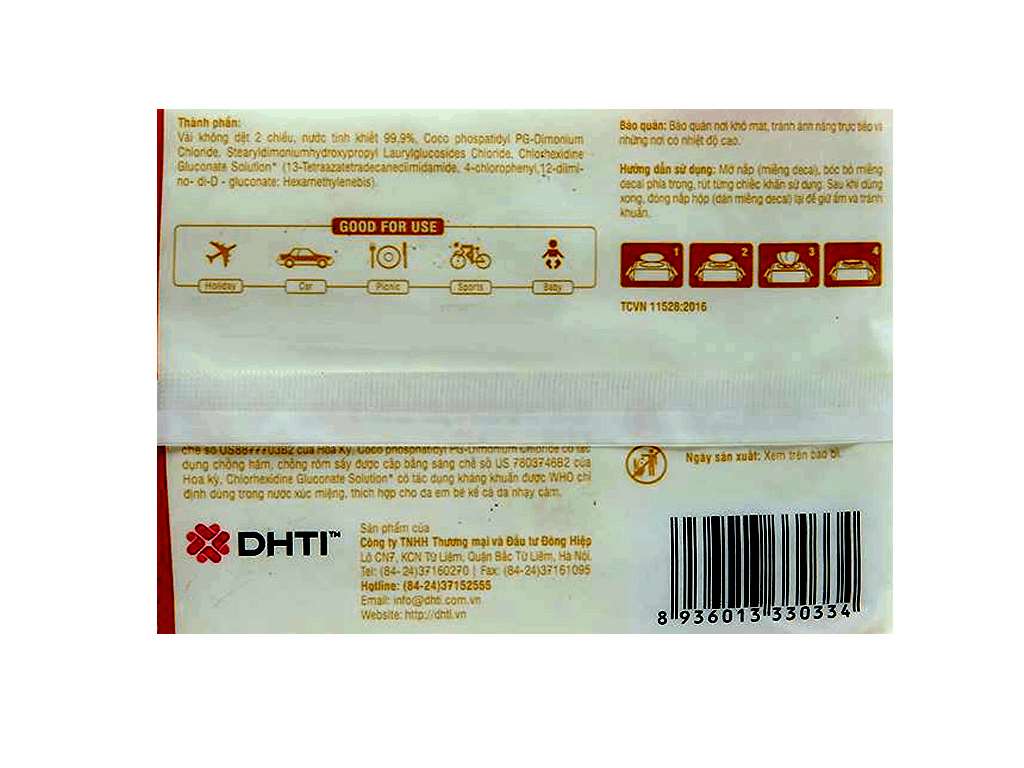 Thành phần:
Vải không dệt 2 chiều, nước tinh khiết 99.9%, Coco phospatidyl PG-Dimonium
Chloride, Stearyldimoniumhydroxypropyl Laurylglucosides Chloride, Chlorhexidine
Gluconate Solution* (13-Tetraazatetradecanediimidamide, 4-chlorophenyl,12-diimi-
no- di-D - gluconate: Hexamethylenebis).
GOOD FOR USE
Holiday
Car
Picnic
Sports
Baby
Bảo quản: Bảo quản nơi khô mát, tránh ánh nắng trực tiếp và
những nơi có nhiệt độ cao.
Hướng dẫn sử dụng: Mở nắp (miếng decal), bóc bỏ miếng
decal phía trong, rút từng chiếc khăn sử dụng. Sau khi dùng
xong, đóng nắp hộp (dán miếng decal) lại để giữ ẩm và tránh
khuẩn.
1
2
3
4
TCVN 11528:2016
chế số US8877703B2 của Hoa Kỳ, Coco phosphatidyl PG-Dimonium Chloride có tác
dụng chống hăm, chống rôm sẩy được cấp bằng sáng chế số US 7803746B2 của
Hoa kỳ, Chlorhexidine Gluconate Solution* có tác dụng kháng khuẩn được WHO chỉ
định dùng trong nước xúc miệng, thích hợp cho da em bé kể cả da nhạy cảm.
Ngày sản xuất: Xem trên bao bì.
DHTI™
Sản phẩm của
Công ty TNHH Thương mại và Đầu tư Đông Hiệp
Lô CN7, KCN Từ Liêm, Quận Bắc Từ Liêm, Hà Nội.
Tel: (84-24)37160270 | Fax: (84-24)37161095
Hotline: (84-24)37152555
Email: info@dhti.com.vn
Website: http://dhti.vn
8 936013 330334